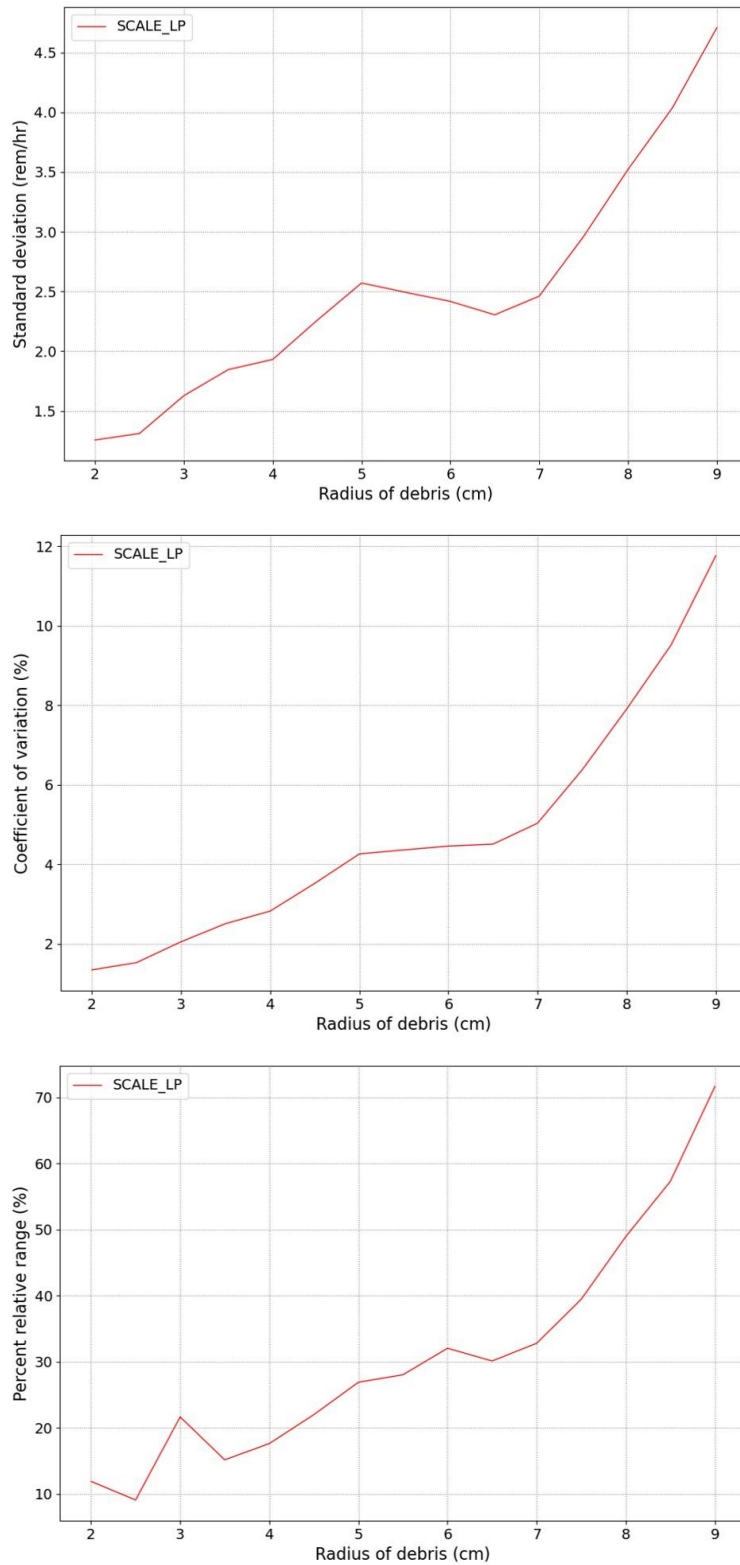 SCALE_LP
4.5
4.0
3.5
3.0
2.5
2.0
1.5
Standard deviation (rem/hr)
2 3 4 5 6 7 8 9
Radius of debris (cm)
SCALE_LP
12
10
8
6
4
2
Coefficient of variation (%)
2 3 4 5 6 7 8 9
Radius of debris (cm)
SCALE_LP
70
60
50
40
30
20
10
Percent relative range (%)
2 3 4 5 6 7 8 9
Radius of debris (cm)